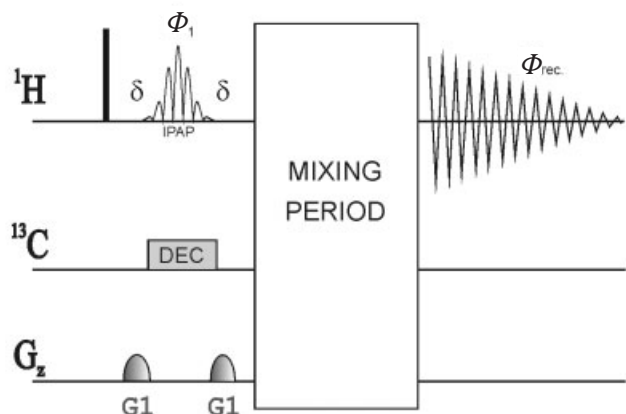 Φ1
¹H δ δ Φrec.
IPAP
MIXING
PERIOD
¹³C DEC
Gz
G1 G1